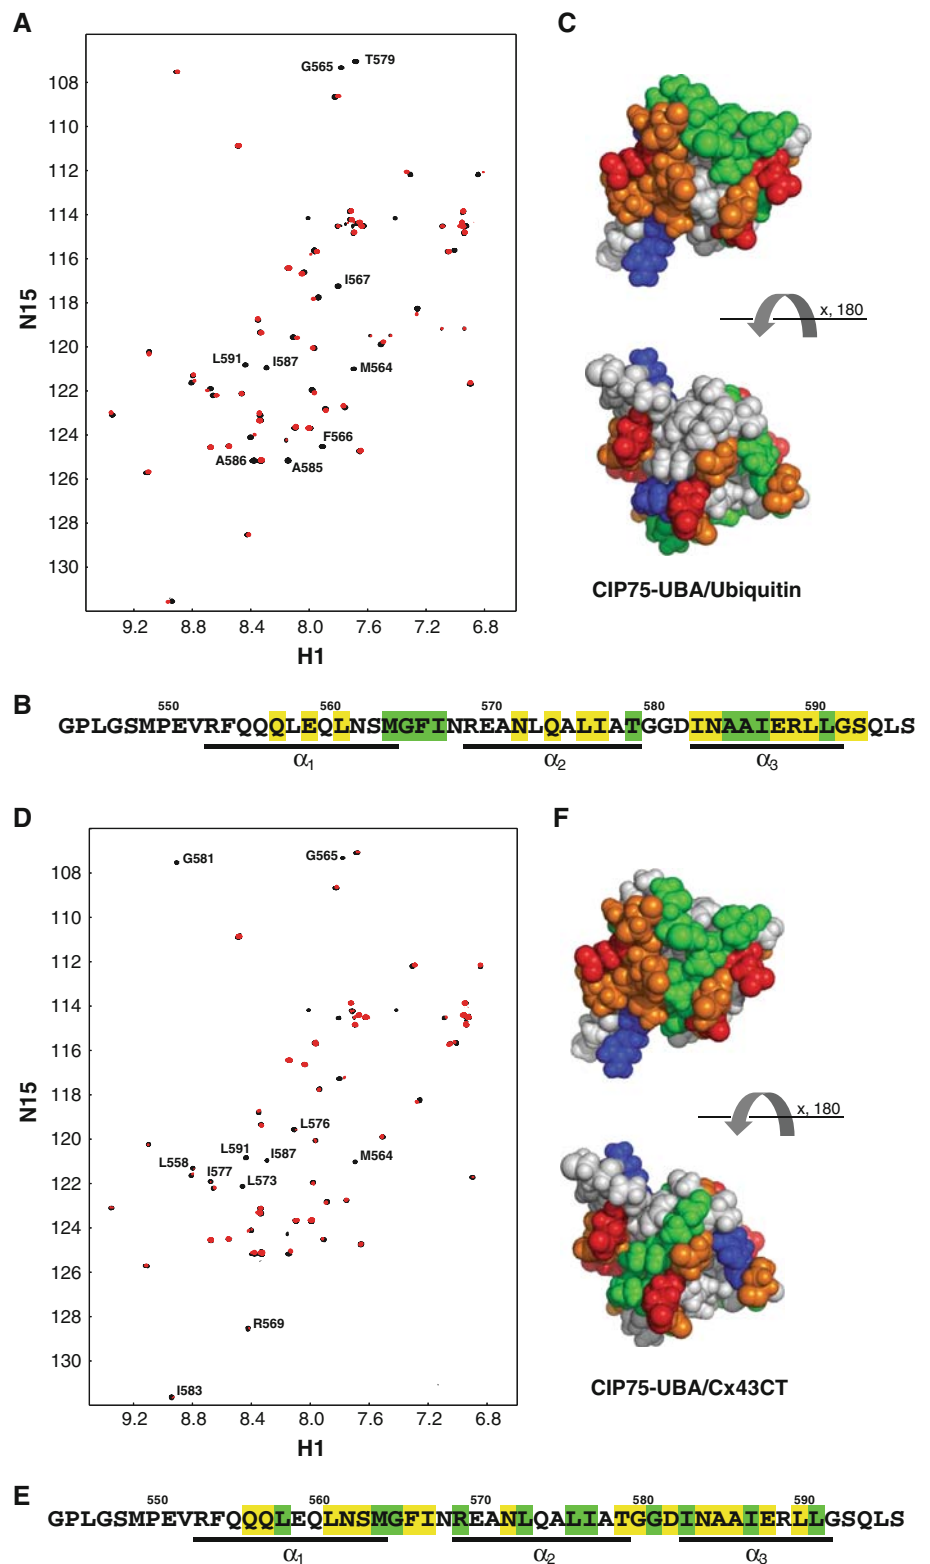 A
C
108
110
112
114
116
118
120
122
124
126
128
130
N15
G565
T579
I567
L591
I587
M564
F566
A586
A585
9.2 8.8 8.4 8.0 7.6 7.2 6.8
H1
x, 180
CIP75-UBA/Ubiquitin
B
550 560 570 580 590
GPLGSMPEVRFQQQLEQLNSMGFINREANLQALIATGGDINAAIERLLGSQLS
α1 α2 α3
D
F
108
110
112
114
116
118
120
122
124
126
128
130
N15
G581
G565
L576
L591
I587
L558
I577
M564
L573
R569
I583
9.2 8.8 8.4 8.0 7.6 7.2 6.8
H1
x, 180
CIP75-UBA/Cx43CT
E
550 560 570 580 590
GPLGSMPEVRFQQQLEQLNSMGFINREANLQALIATGGDINAAIERLLGSQLS
α1 α2 α3